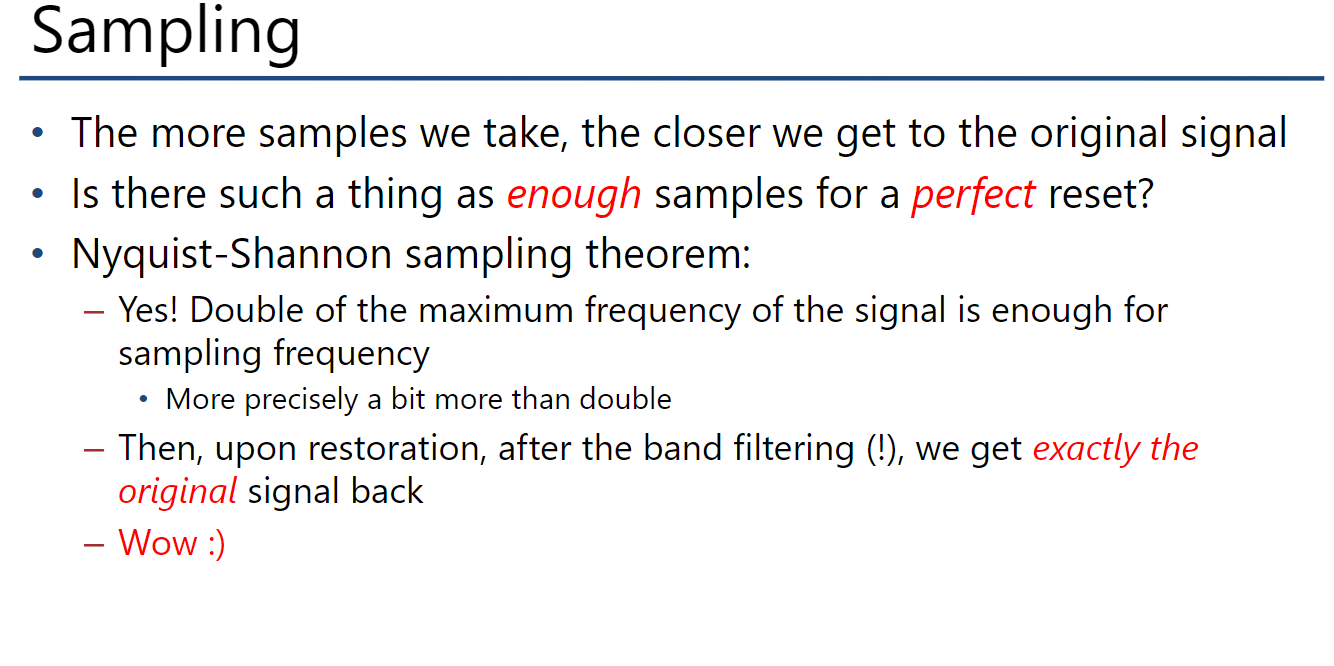 Sampling
• The more samples we take, the closer we get to the original signal
• Is there such a thing as enough samples for a perfect reset?
• Nyquist-Shannon sampling theorem:
– Yes! Double of the maximum frequency of the signal is enough for
sampling frequency
• More precisely a bit more than double
– Then, upon restoration, after the band filtering (!), we get exactly the
original signal back
– Wow :)